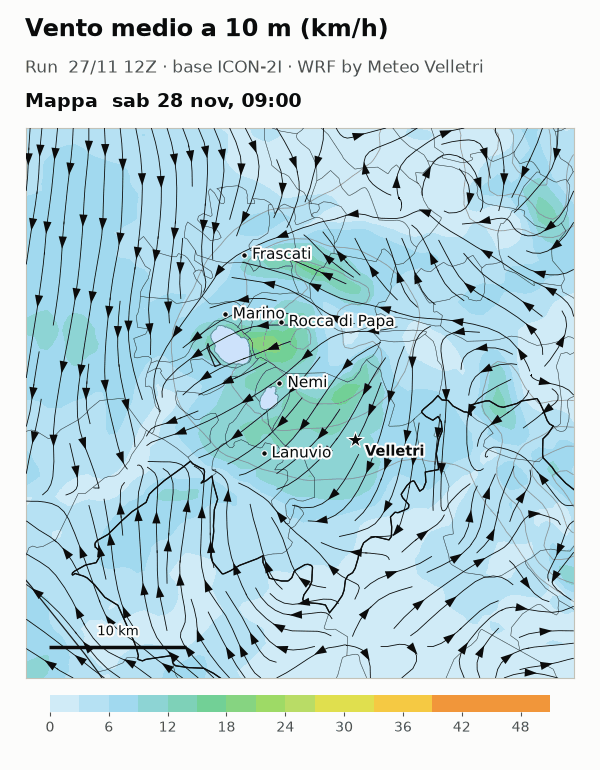 Vento medio a 10 m (km/h)
Run  27/11 12Z · base ICON-2I · WRF by Meteo Velletri
Mappa  sab 28 nov, 09:00
Frascati
Marino
Rocca di Papa
Nemi
Velletri
Lanuvio
10 km
0 6 12 18 24 30 36 42 48